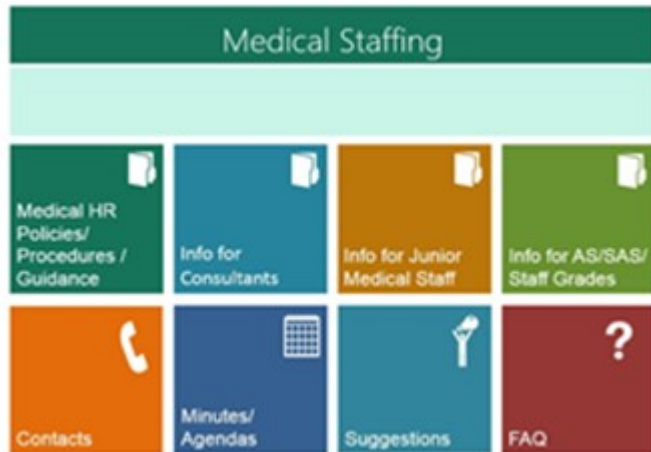 Medical Staffing
Medical HR
Policies/
Procedures /
Guidance
Info for
Consultants
Info for Junior
Medical Staff
Info for AS/SAS/
Staff Grades
Contacts
Minutes/
Agendas
Suggestions
?
FAQ